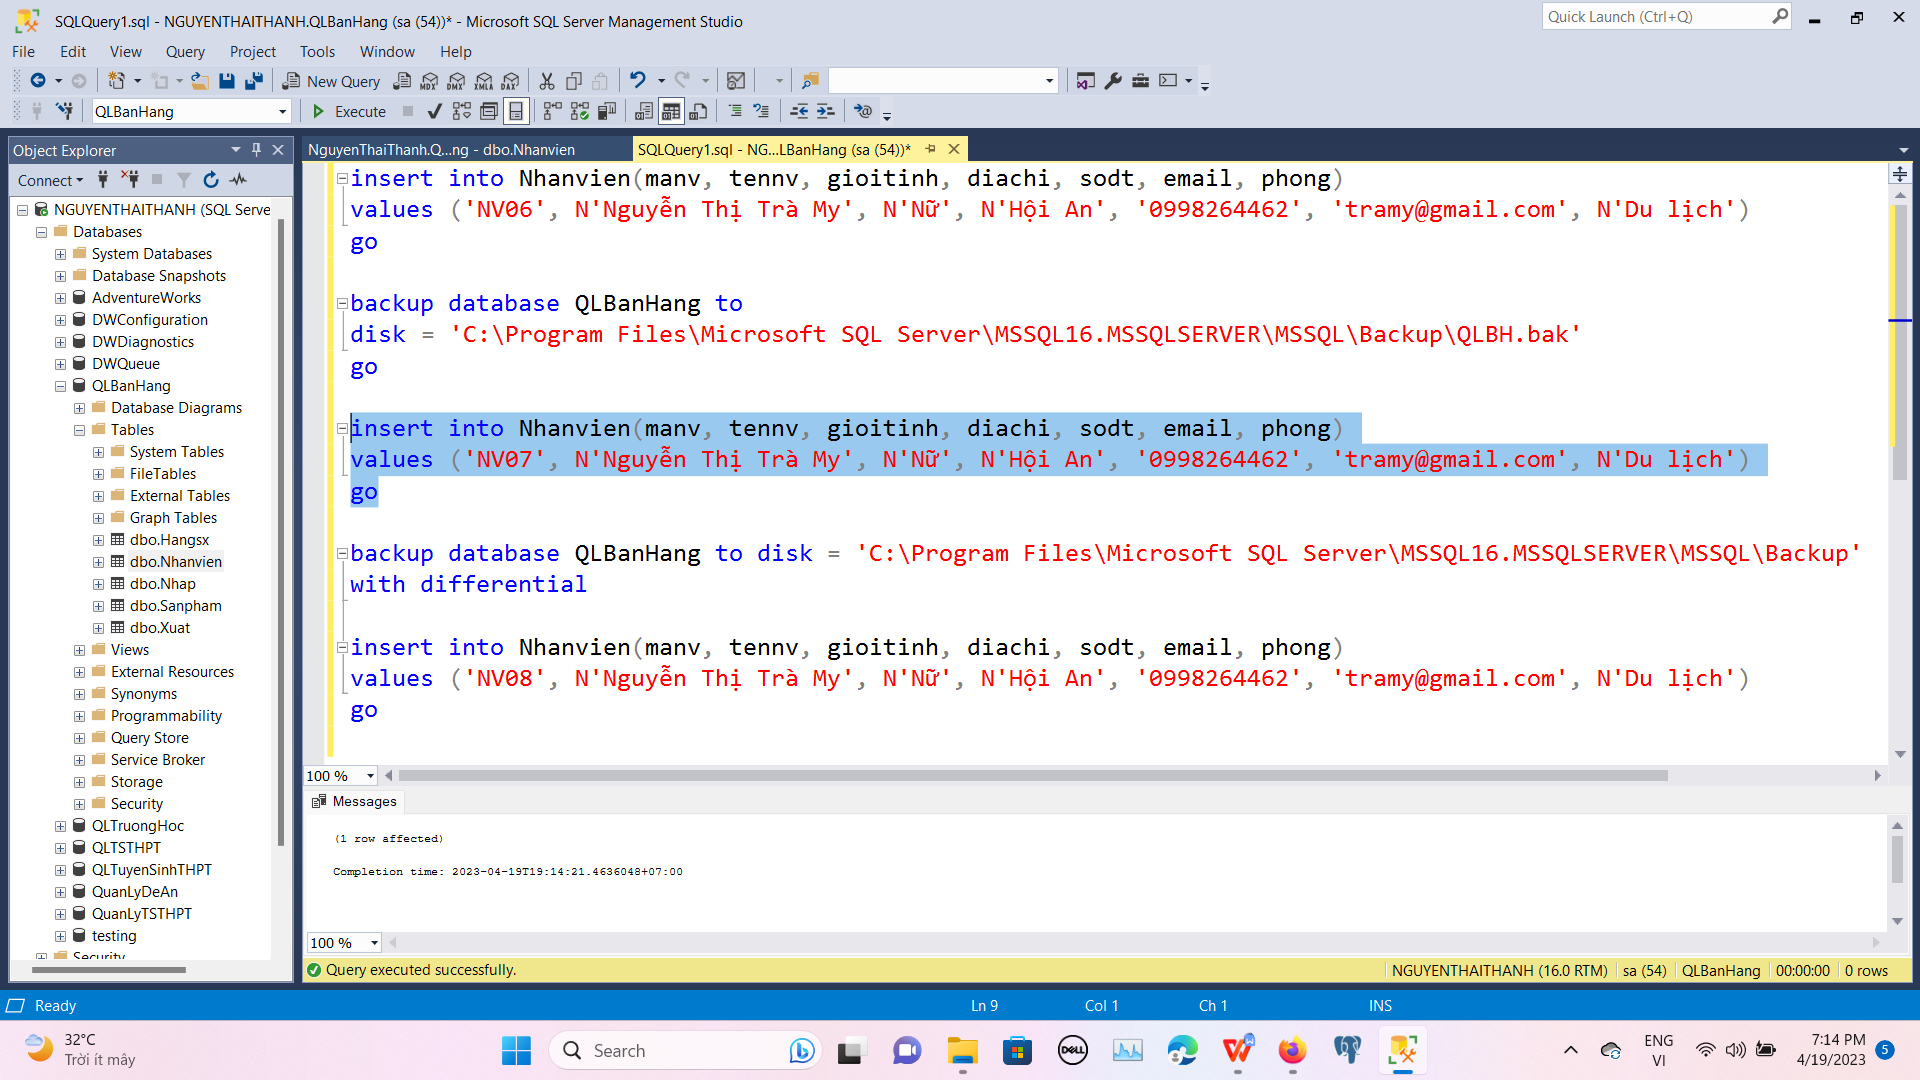 SQLQuery1.sql - NGUYENTHAITHANH.QLBanHang (sa (54))* - Microsoft SQL Server Management Studio
Quick Launch (Ctrl+Q)
File Edit View Query Project Tools Window Help
New Query
MDX DMX XMLA DAX
QLBanHang
Execute
Object Explorer
NguyenThaiThanh.Q...ng - dbo.Nhanvien
SQLQuery1.sql - NG...LBanHang (sa (54))*
Connect
NGUYENTHAITHANH (SQL Serve
Databases
System Databases
Database Snapshots
AdventureWorks
DWConfiguration
DWDiagnostics
DWQueue
QLBanHang
Database Diagrams
Tables
System Tables
FileTables
External Tables
Graph Tables
dbo.Hangsx
dbo.Nhanvien
dbo.Nhap
dbo.Sanpham
dbo.Xuat
Views
External Resources
Synonyms
Programmability
Query Store
Service Broker
Storage
Security
QLTruongHoc
QLTSTHPT
QLTuyenSinhTHPT
QuanLyDeAn
QuanLyTSTHPT
testing
Security
insert into Nhanvien(manv, tennv, gioitinh, diachi, sodt, email, phong)
values ('NV06', N'Nguyễn Thị Trà My', N'Nữ', N'Hội An', '0998264462', 'tramy@gmail.com', N'Du lịch')
go
backup database QLBanHang to
disk = 'C:\Program Files\Microsoft SQL Server\MSSQL16.MSSQLSERVER\MSSQL\Backup\QLBH.bak'
go
insert into Nhanvien(manv, tennv, gioitinh, diachi, sodt, email, phong)
values ('NV07', N'Nguyễn Thị Trà My', N'Nữ', N'Hội An', '0998264462', 'tramy@gmail.com', N'Du lịch')
go
backup database QLBanHang to disk = 'C:\Program Files\Microsoft SQL Server\MSSQL16.MSSQLSERVER\MSSQL\Backup'
with differential
insert into Nhanvien(manv, tennv, gioitinh, diachi, sodt, email, phong)
values ('NV08', N'Nguyễn Thị Trà My', N'Nữ', N'Hội An', '0998264462', 'tramy@gmail.com', N'Du lịch')
go
100 %
Messages
(1 row affected)
Completion time: 2023-04-19T19:14:21.4636048+07:00
100 %
Query executed successfully.
NGUYENTHAITHANH (16.0 RTM) sa (54) QLBanHang 00:00:00 0 rows
Ready Ln 9 Col 1 Ch 1 INS
32°C
Trời ít mây
Search
DELL
ENG
VI
7:14 PM
4/19/2023
5